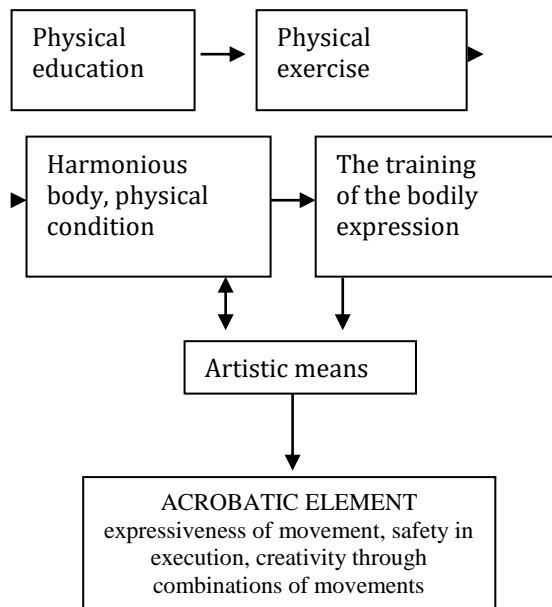 Physical
education
Physical
exercise
Harmonious
body, physical
condition
The training
of the bodily
expression
Artistic means
ACROBATIC ELEMENT
expressiveness of movement, safety in
execution, creativity through
combinations of movements